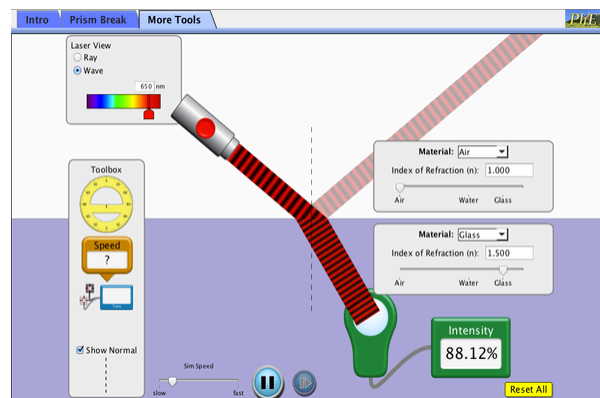 Intro
Prism Break
More Tools
PhET
Laser View
Ray
Wave
650 nm
Material: Air
Index of Refraction (n): 1.000
Air Water Glass
Toolbox
Speed
?
Time
Show Normal
Material: Glass
Index of Refraction (n): 1.500
Air Water Glass
Intensity
88.12%
Sim Speed
slow fast
Reset All